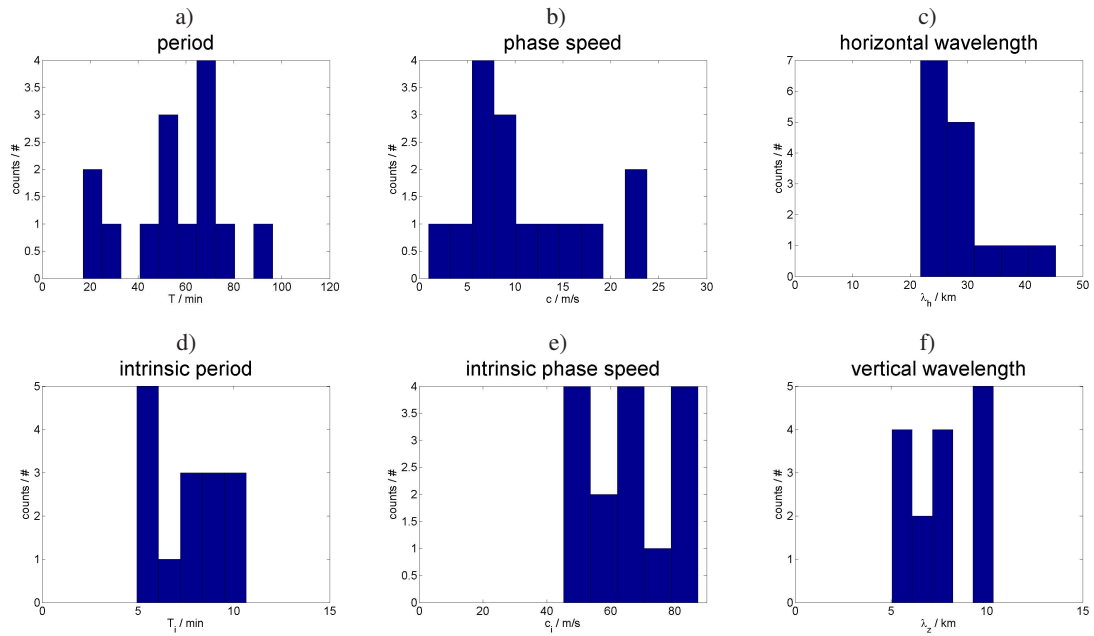 a)
period
4
3.5
3
2.5
2
1.5
1
0.5
0
counts / #
0 20 40 60 80 100 120
T / min
b)
phase speed
4
3.5
3
2.5
2
1.5
1
0.5
0
counts / #
0 5 10 15 20 25 30
c / m/s
c)
horizontal wavelength
7
6
5
4
3
2
1
0
counts / #
0 10 20 30 40 50
λh / km
d)
intrinsic period
5
4
3
2
1
0
counts / #
0 5 10 15
Ti / min
e)
intrinsic phase speed
4
3.5
3
2.5
2
1.5
1
0.5
0
counts / #
0 20 40 60 80
ci / m/s
f)
vertical wavelength
5
4
3
2
1
0
counts / #
0 5 10 15
λz / km